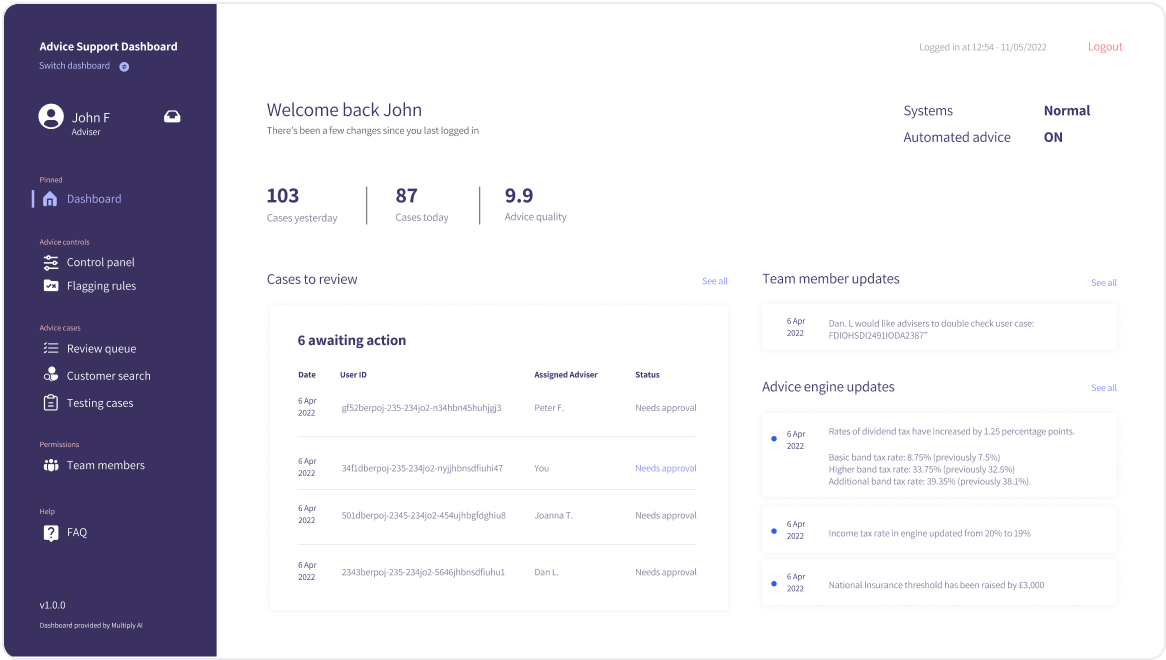 Advice Support Dashboard
Switch dashboard
John F
Adviser
Pinned
Dashboard
Advice controls
Control panel
Flagging rules
Advice cases
Review queue
Customer search
Testing cases
Permissions
Team members
Help
FAQ
v1.0.0
Dashboard provided by Multiply AI
Logged in at 12:54 - 11/05/2022
Logout
Welcome back John
There's been a few changes since you last logged in
Systems Normal
Automated advice ON
103
Cases yesterday
87
Cases today
9.9
Advice quality
Cases to review
See all
6 awaiting action
Date User ID Assigned Adviser Status
6 Apr
2022
gf52berpoj-235-234jo2-n34hbn45huhjgj3 Peter F. Needs approval
6 Apr
2022
34f1dberpoj-235-234jo2-nyjjhbnsdfiuhi47 You Needs approval
6 Apr
2022
501dberpoj-2345-234jo2-454ujhbgfdghiu8 Joanna T. Needs approval
6 Apr
2022
2343berpoj-235-234jo2-5646jhbnsdfiuhu1 Dan L. Needs approval
Team member updates
See all
6 Apr
2022
Dan. L would like advisers to double check user case:
FDIOHSDI2491IODA2387"
Advice engine updates
See all
6 Apr
2022
Rates of dividend tax have increased by 1.25 percentage points.
Basic band tax rate: 8.75% (previously 7.5%)
Higher band tax rate: 33.75% (previously 32.5%)
Additional band tax rate: 39.35% (previously 38.1%).
6 Apr
2022
Income tax rate in engine updated from 20% to 19%
6 Apr
2022
National Insurance threshold has been raised by £3,000